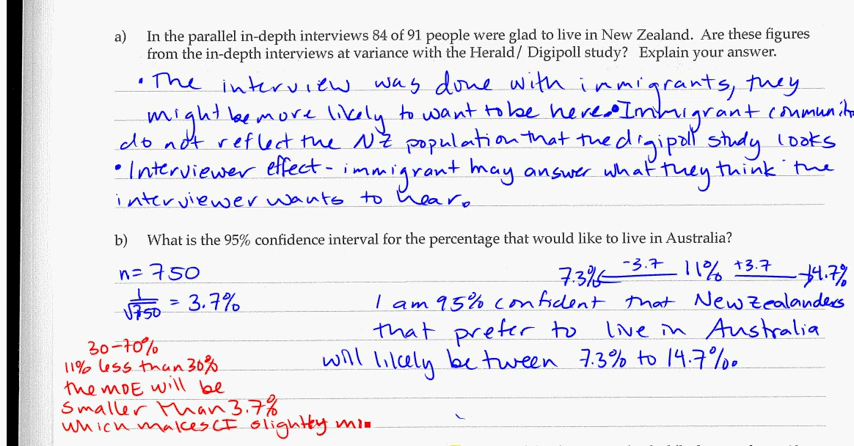 a) In the parallel in-depth interviews 84 of 91 people were glad to live in New Zealand. Are these figures
from the in-depth interviews at variance with the Herald/ Digipoll study? Explain your answer.
• The interview was done with immigrants, they
might be more likely to want to be here. • Immigrant communit
do not reflect the NZ population that the digipoll study looks
• Interviewer effect - immigrant may answer what they think the
interviewer wants to hear.
b) What is the 95% confidence interval for the percentage that would like to live in Australia?
n = 750
7.3% -3.7 11% +3.7 14.7%
1/√750 = 3.7%
I am 95% confident that New Zealanders
that prefer to live in Australia
will likely between 7.3% to 14.7%.
30-70%
11% less than 30%
the MOE will be
smaller than 3.7%
which makes CI slightly